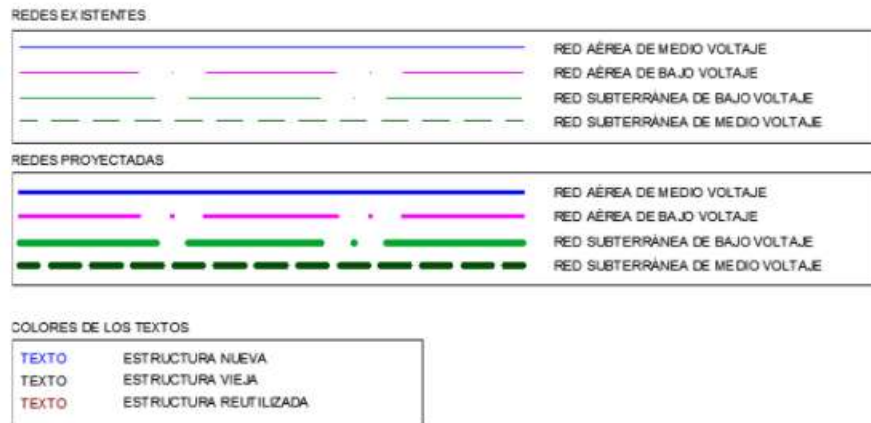 REDES EXISTENTES
RED AÉREA DE MEDIO VOLTAJE
RED AÉREA DE BAJO VOLTAJE
RED SUBTERRÁNEA DE BAJO VOLTAJE
RED SUBTERRÁNEA DE MEDIO VOLTAJE
REDES PROYECTADAS
RED AÉREA DE MEDIO VOLTAJE
RED AÉREA DE BAJO VOLTAJE
RED SUBTERRÁNEA DE BAJO VOLTAJE
RED SUBTERRÁNEA DE MEDIO VOLTAJE
COLORES DE LOS TEXTOS
TEXTO ESTRUCTURA NUEVA
TEXTO ESTRUCTURA VIEJA
TEXTO ESTRUCTURA REUTILIZADA